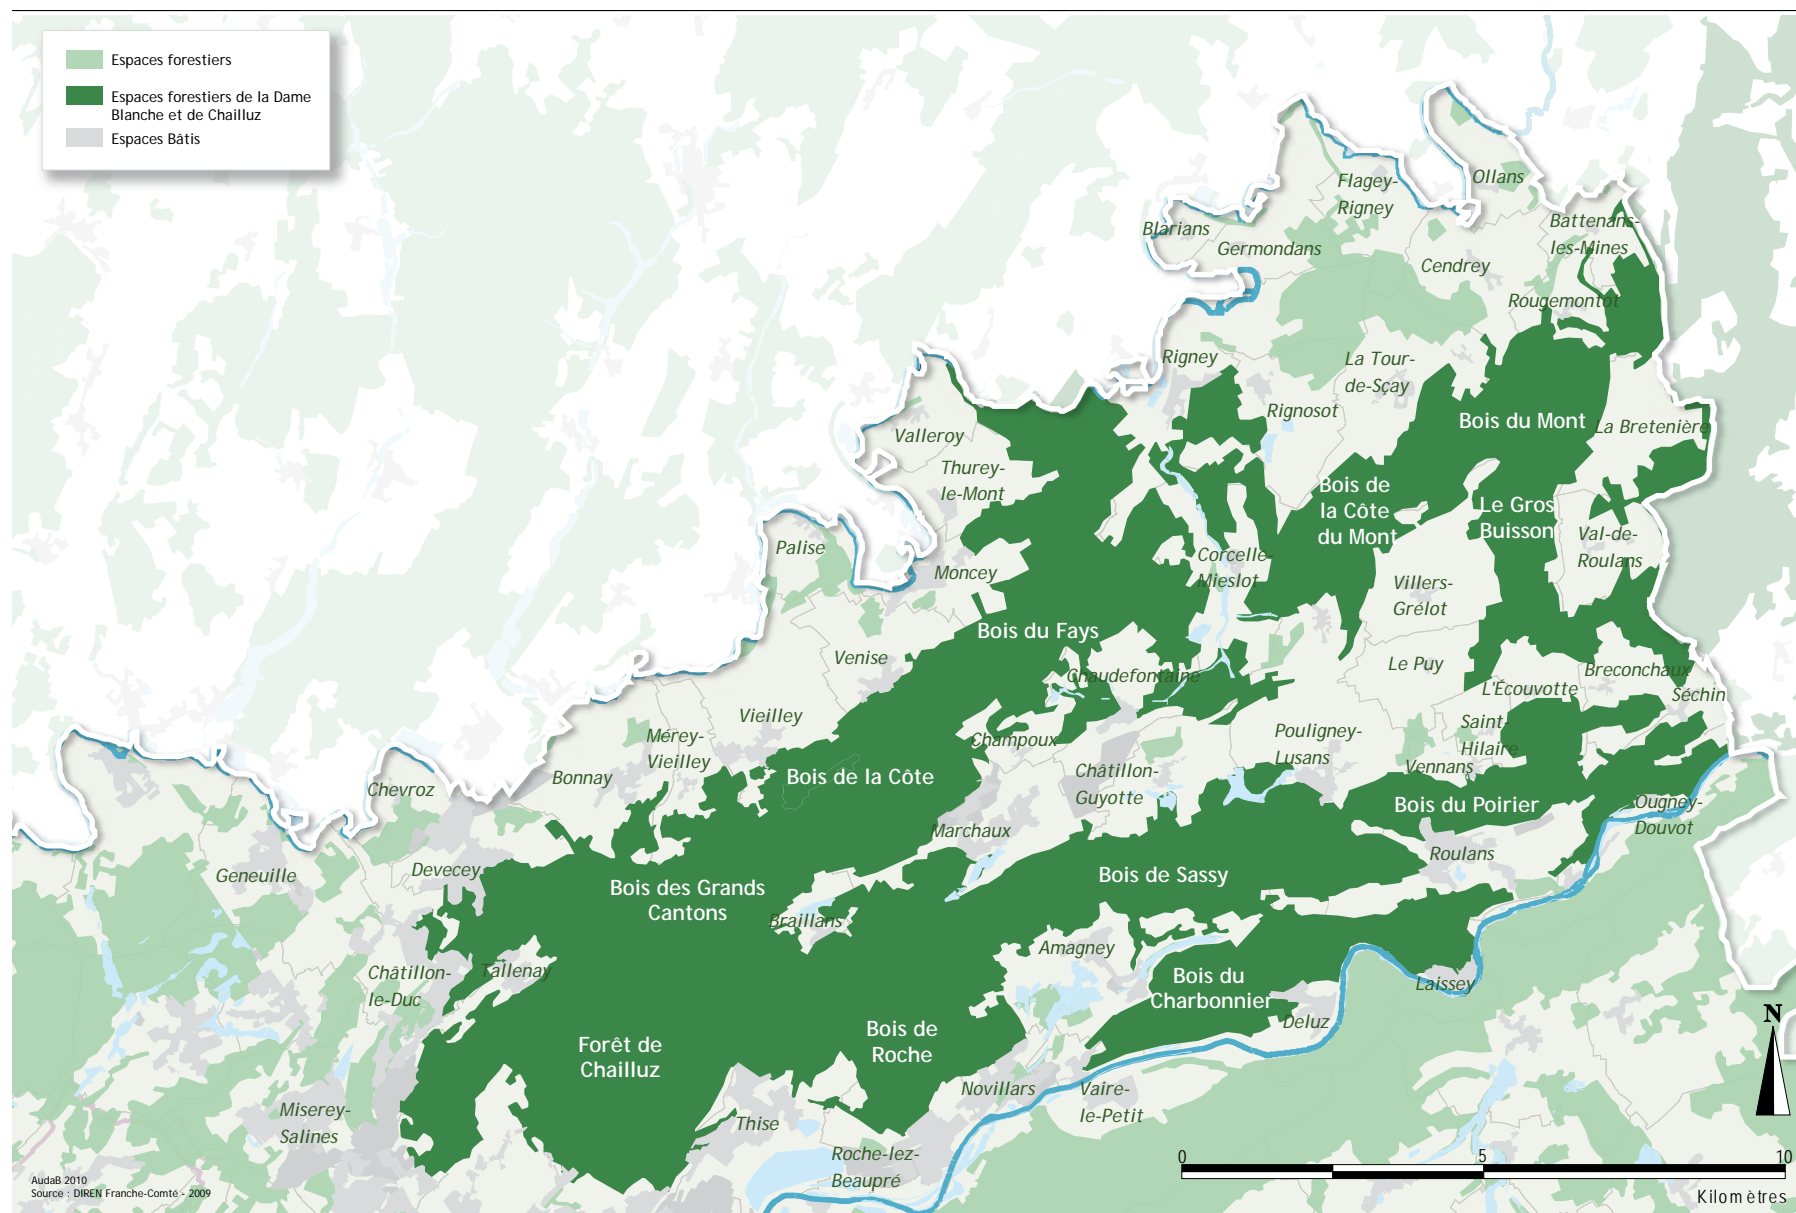 Espaces forestiers
Espaces forestiers de la Dame
Blanche et de Chailluz
Espaces Bâtis
Ollans
Flagey-
Rigney
Battenans-
les-Mines
Blarians
Germondans
Cendrey
Rougemontot
Rigney
La Tour-
de-Sçay
Rignosot
Bois du Mont
La Bretenière
Valleroy
Thurey-
le-Mont
Bois de
la Côte
du Mont
Le Gros
Buisson
Val-de-
Roulans
Palise
Moncey
Corcelle-
Mieslot
Villers-
Grélot
Bois du Fays
Venise
Chaudefontaine
Le Puy
Breconchaux
L'Écouvotte
Séchin
Vieilley
Mérey-
Vieilley
Champoux
Pouligney-
Lusans
Saint-
Hilaire
Vennans
Bonnay
Bois de la Côte
Châtillon-
Guyotte
Chevroz
Bois du Poirier
Ougney-
Douvot
Marchaux
Roulans
Geneuille
Devecey
Bois des Grands
Cantons
Bois de Sassy
Braillans
Amagney
Châtillon-
le-Duc
Tallenay
Bois du
Charbonnier
Laissey
Deluz
N
Forêt de
Chailluz
Bois de
Roche
Novillars
Vaire-
le-Petit
Miserey-
Salines
Thise
Roche-lez-
Beaupré
0 5 10
Kilomètres
AudaB 2010
Source : DIREN Franche-Comté - 2009